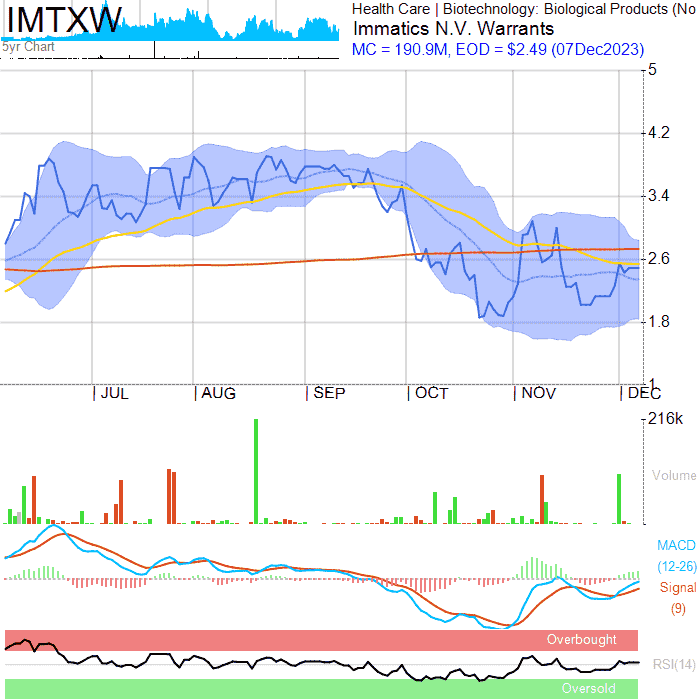 IMTXW
5yr Chart
Health Care | Biotechnology: Biological Products (No
Immatics N.V. Warrants
MC = 190.9M, EOD = $2.49 (07Dec2023)
5
4.2
3.4
2.6
1.8
1
JUL
AUG
SEP
OCT
NOV
DEC
216k
Volume
MACD
(12-26)
Signal
(9)
Overbought
RSI(14)
Oversold